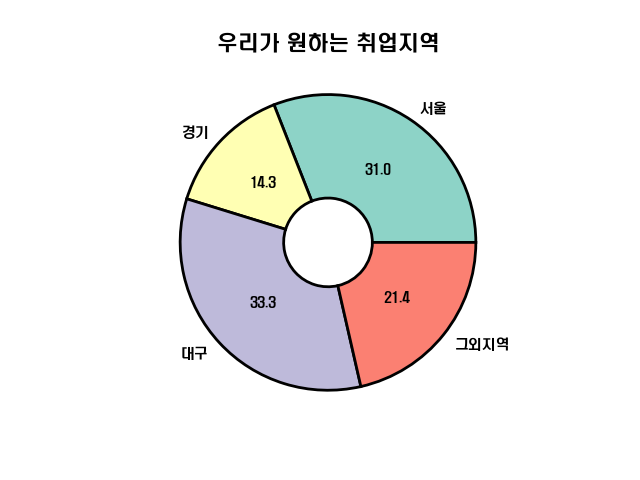 우리가 원하는 취업지역
서울
경기
31.0
14.3
33.3
21.4
그외지역
대구